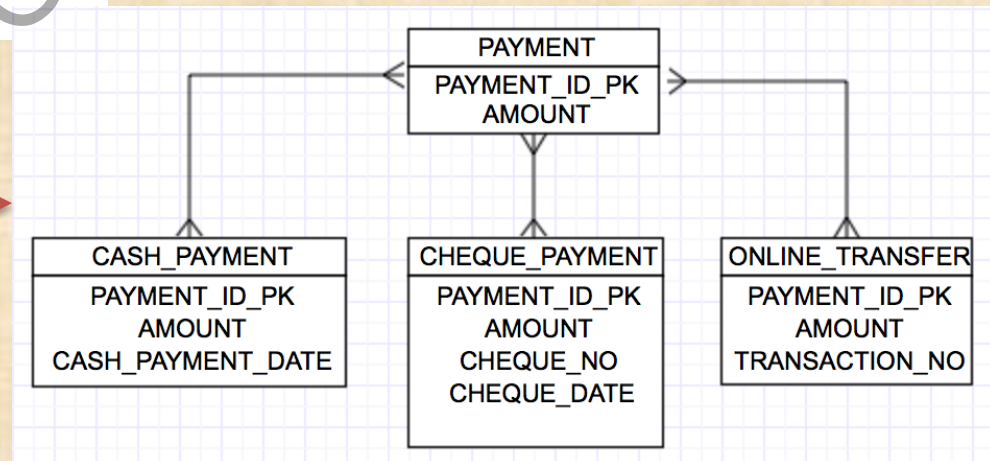 PAYMENT
PAYMENT_ID_PK
AMOUNT
CASH_PAYMENT
PAYMENT_ID_PK
AMOUNT
CASH_PAYMENT_DATE
CHEQUE_PAYMENT
PAYMENT_ID_PK
AMOUNT
CHEQUE_NO
CHEQUE_DATE
ONLINE_TRANSFER
PAYMENT_ID_PK
AMOUNT
TRANSACTION_NO